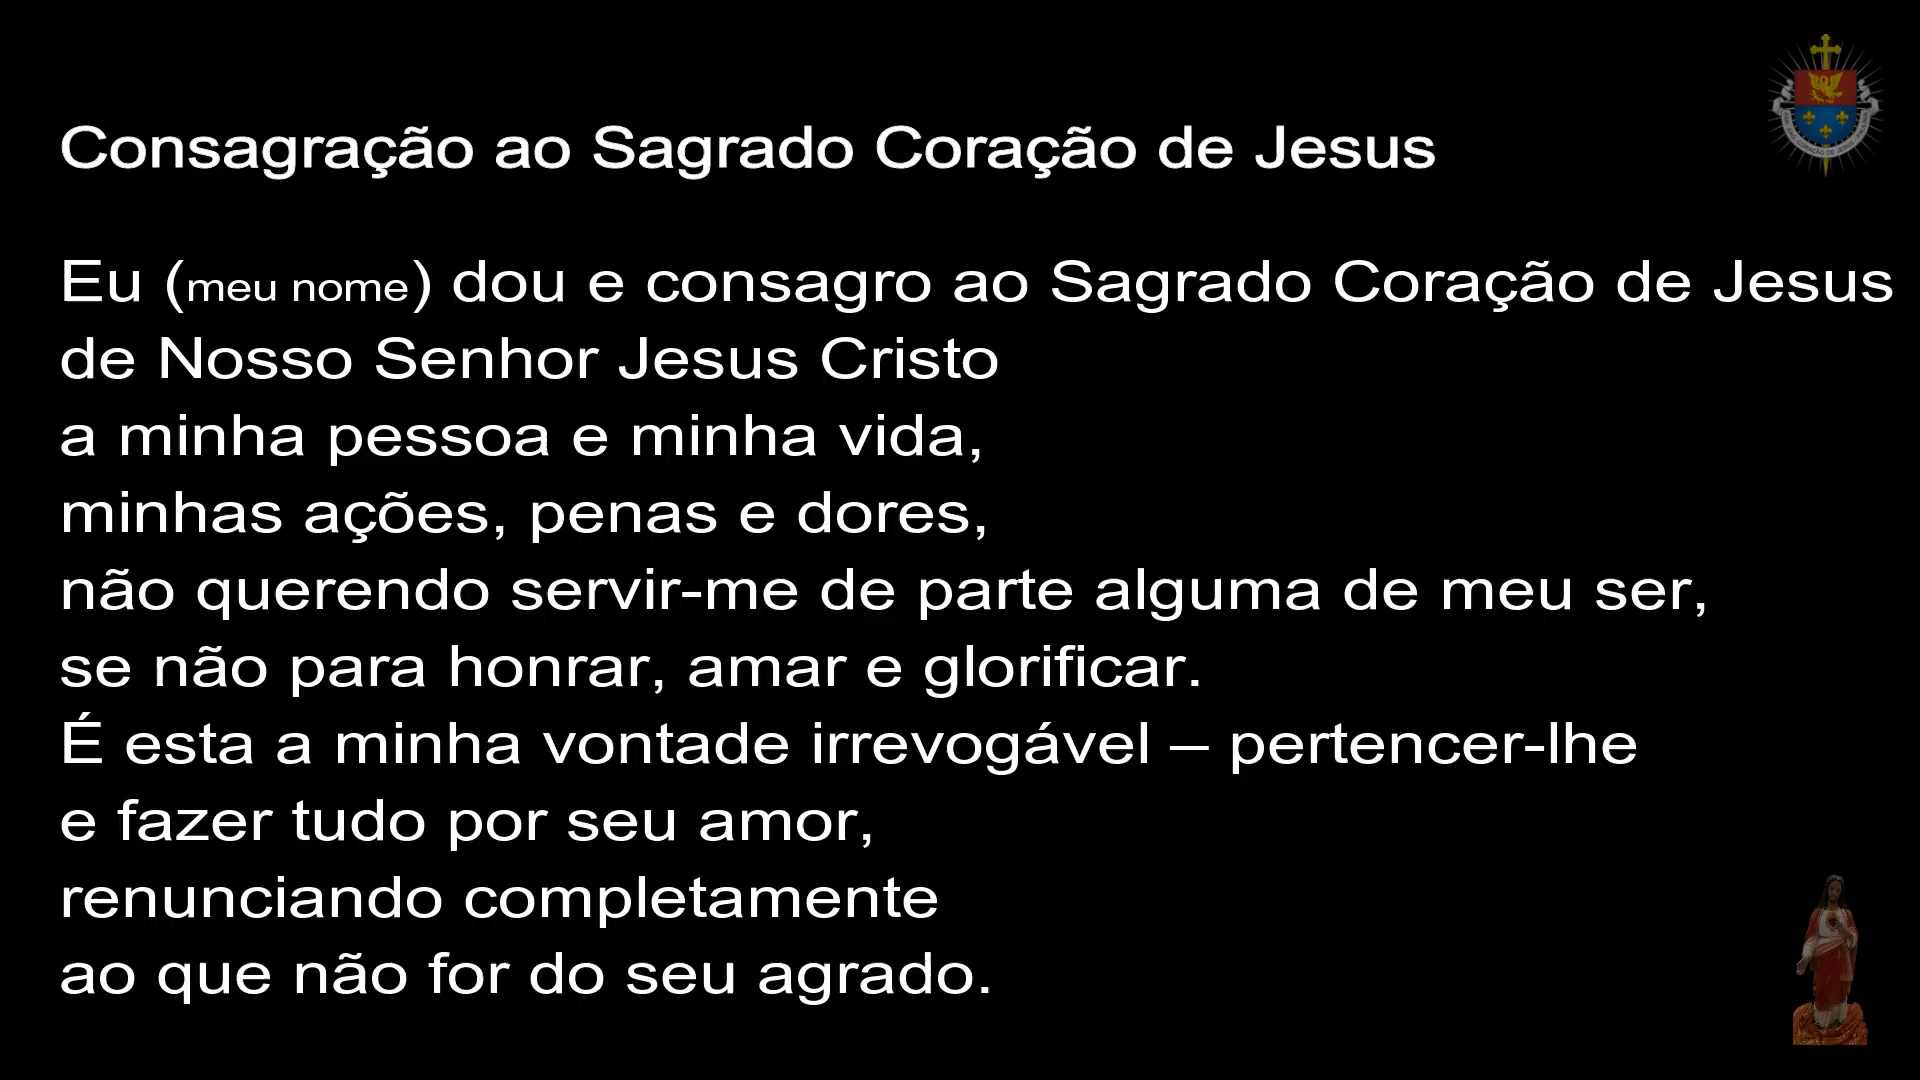 Consagração ao Sagrado Coração de Jesus
Eu (meu nome) dou e consagro ao Sagrado Coração de Jesus
de Nosso Senhor Jesus Cristo
a minha pessoa e minha vida,
minhas ações, penas e dores,
não querendo servir-me de parte alguma de meu ser,
se não para honrar, amar e glorificar.
É esta a minha vontade irrevogável – pertencer-lhe
e fazer tudo por seu amor,
renunciando completamente
ao que não for do seu agrado.